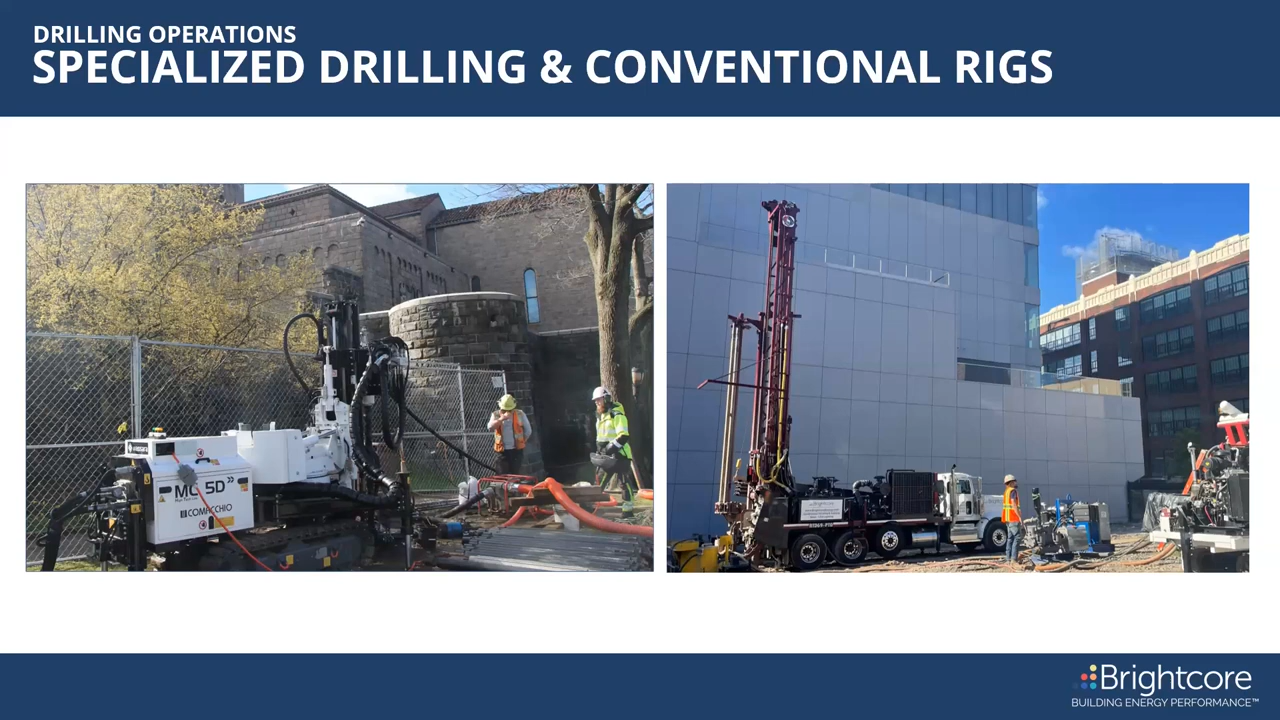 DRILLING OPERATIONS
SPECIALIZED DRILLING & CONVENTIONAL RIGS
MC 5D
COMACCHIO
Brightcore
BUILDING ENERGY PERFORMANCE™